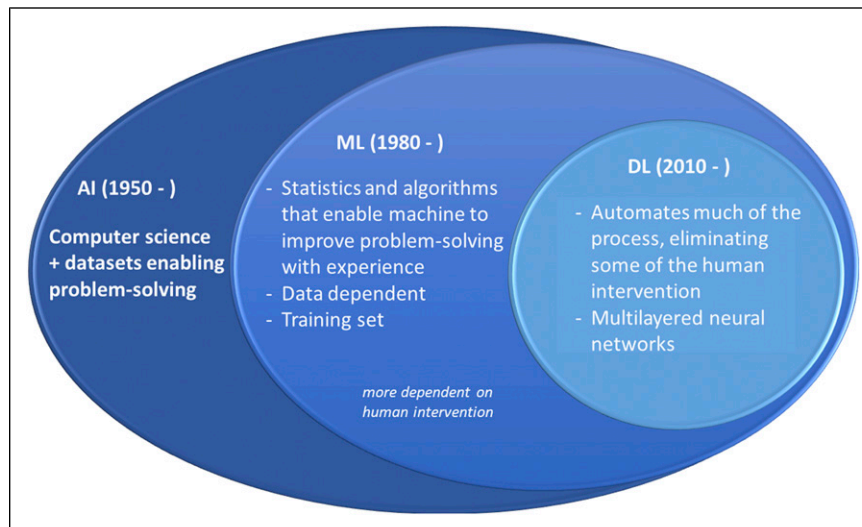 AI (1950 - )
Computer science
+ datasets enabling
problem-solving
ML (1980 - )
- Statistics and algorithms
that enable machine to
improve problem-solving
with experience
- Data dependent
- Training set
more dependent on
human intervention
DL (2010 - )
- Automates much of the
process, eliminating
some of the human
intervention
- Multilayered neural
networks